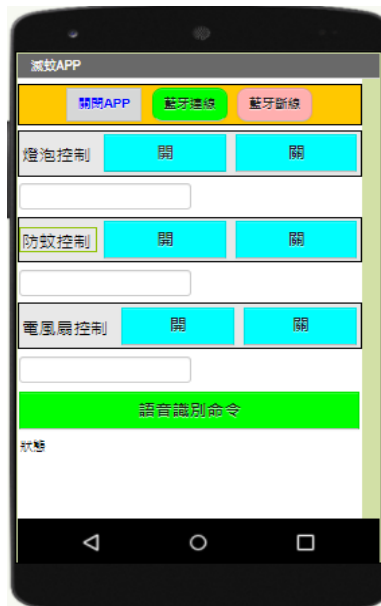 滅蚊APP
關閉APP 藍牙連線 藍牙斷線
燈泡控制 開 關
防蚊控制 開 關
電風扇控制 開 關
語音識別命令
狀態